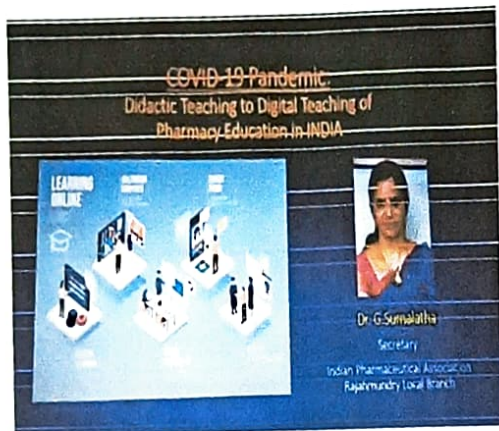 COVID-19 Pandemic:
Didactic Teaching to Digital Teaching of
Pharmacy Education in INDIA
LEARNING
ONLINE
Dr. G.Sumalatha
Secretary
Indian Pharmaceutical Association
Rajahmundry Local Branch